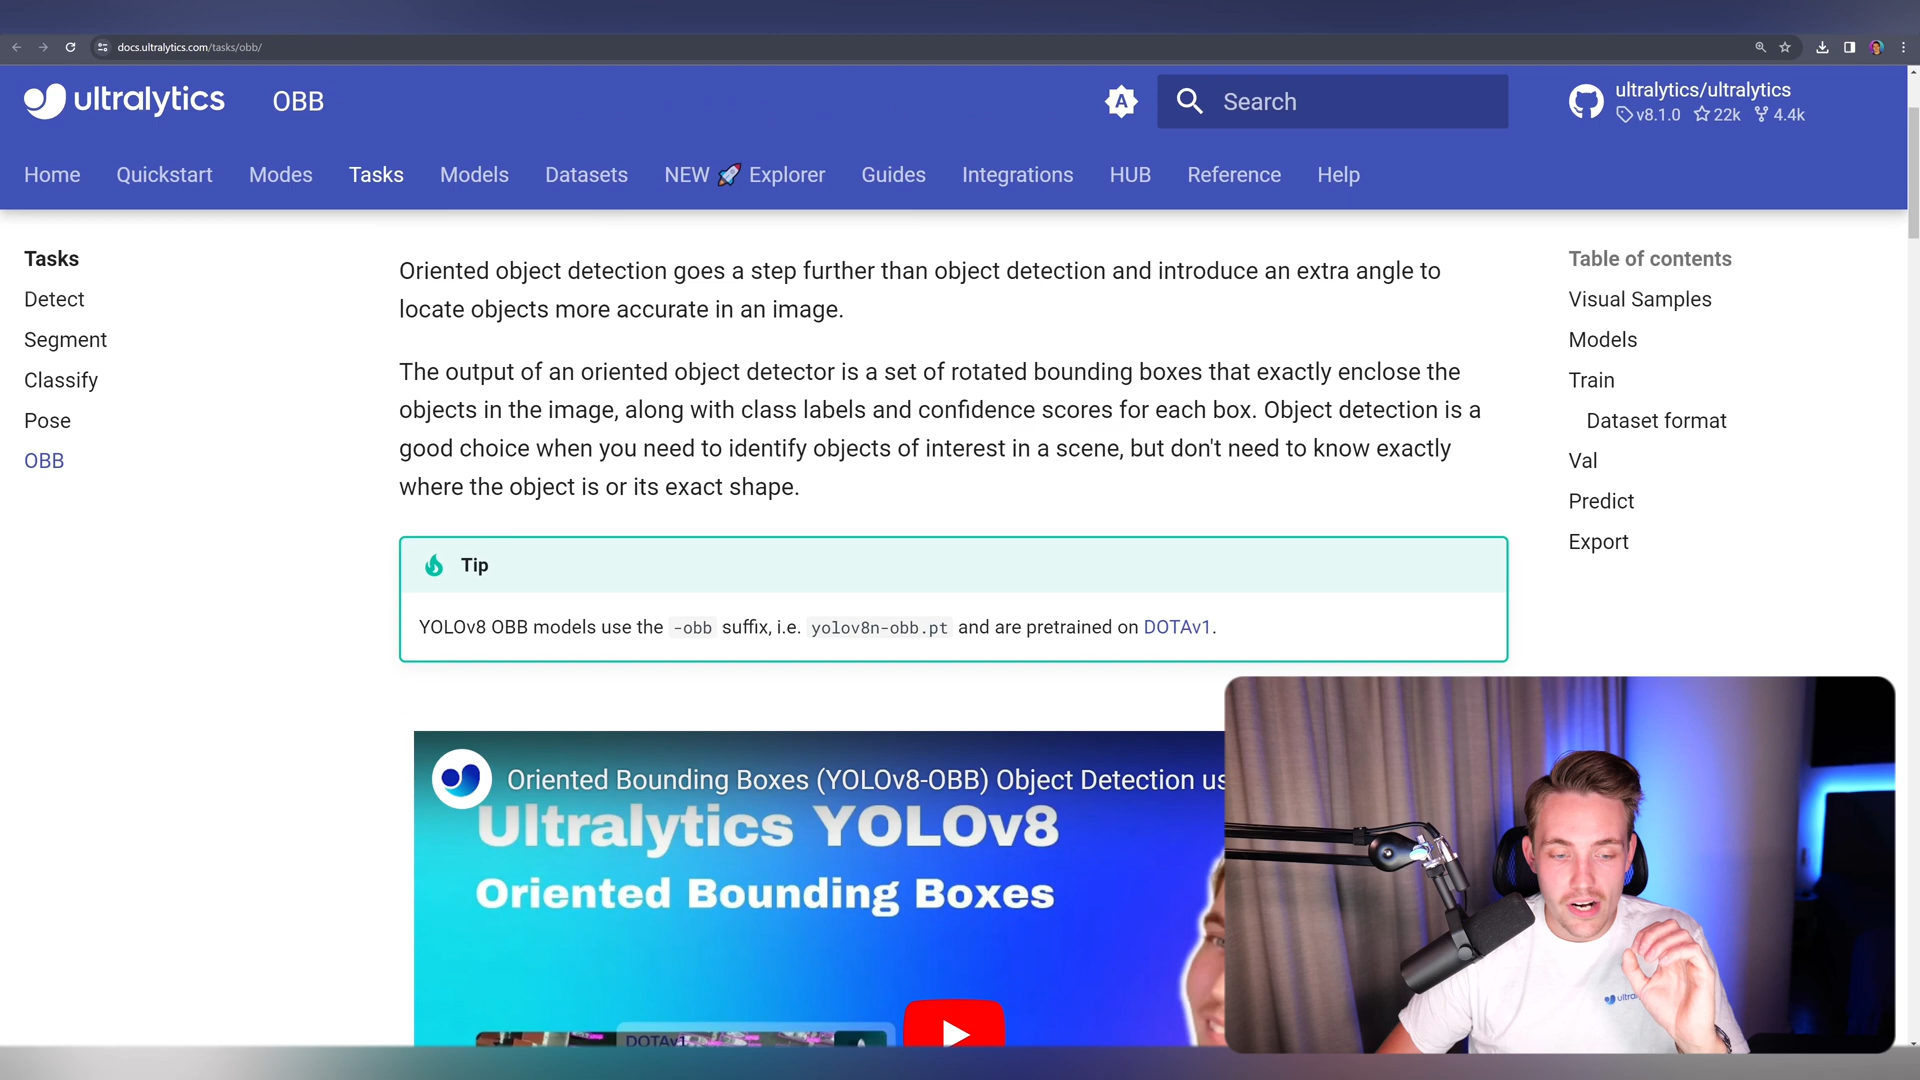 docs.ultralytics.com/tasks/obb/
ultralytics
OBB
A
Search
ultralytics/ultralytics
v8.1.0 22k 4.4k
Home Quickstart Modes Tasks Models Datasets NEW 🚀 Explorer Guides Integrations HUB Reference Help
Tasks
Detect
Segment
Classify
Pose
OBB
Oriented object detection goes a step further than object detection and introduce an extra angle to
locate objects more accurate in an image.
The output of an oriented object detector is a set of rotated bounding boxes that exactly enclose the
objects in the image, along with class labels and confidence scores for each box. Object detection is a
good choice when you need to identify objects of interest in a scene, but don't need to know exactly
where the object is or its exact shape.
Tip
YOLOv8 OBB models use the -obb suffix, i.e. yolov8n-obb.pt and are pretrained on DOTAv1.
Oriented Bounding Boxes (YOLOv8-OBB) Object Detection us
Ultralytics YOLOv8
Oriented Bounding Boxes
DOTAv1
Table of contents
Visual Samples
Models
Train
Dataset format
Val
Predict
Export